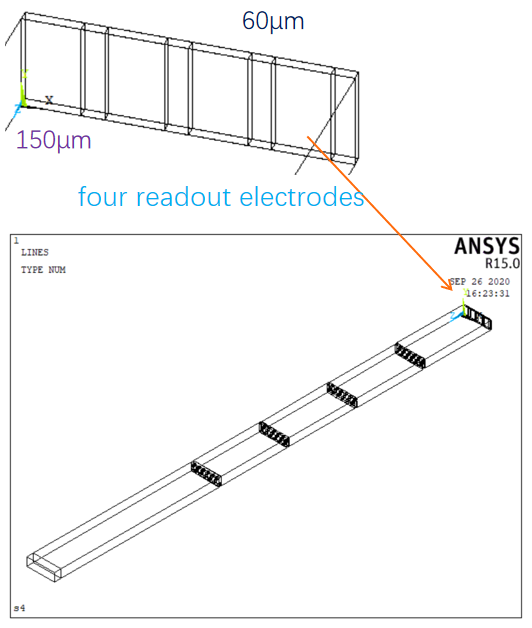 60μm
Y
X
Z
150μm
four readout electrodes
1
LINES
TYPE NUM
ANSYS
R15.0
SEP 26 2020
16:23:31
Z
s4